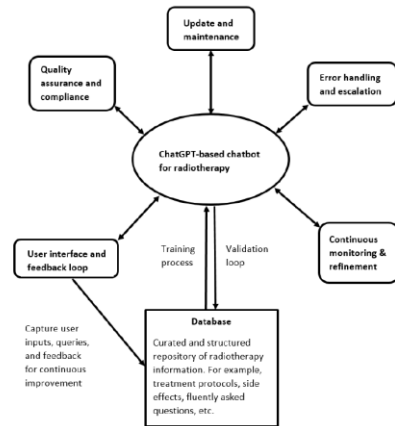 Update and
maintenance
Quality
assurance and
compliance
Error handling
and escalation
ChatGPT-based chatbot
for radiotherapy
User interface and
feedback loop
Training
process
Validation
loop
Continuous
monitoring &
refinement
Capture user
inputs, queries,
and feedback
for continuous
improvement
Database
Curated and structured
repository of radiotherapy
information. For example,
treatment protocols, side
effects, fluently asked
questions, etc.